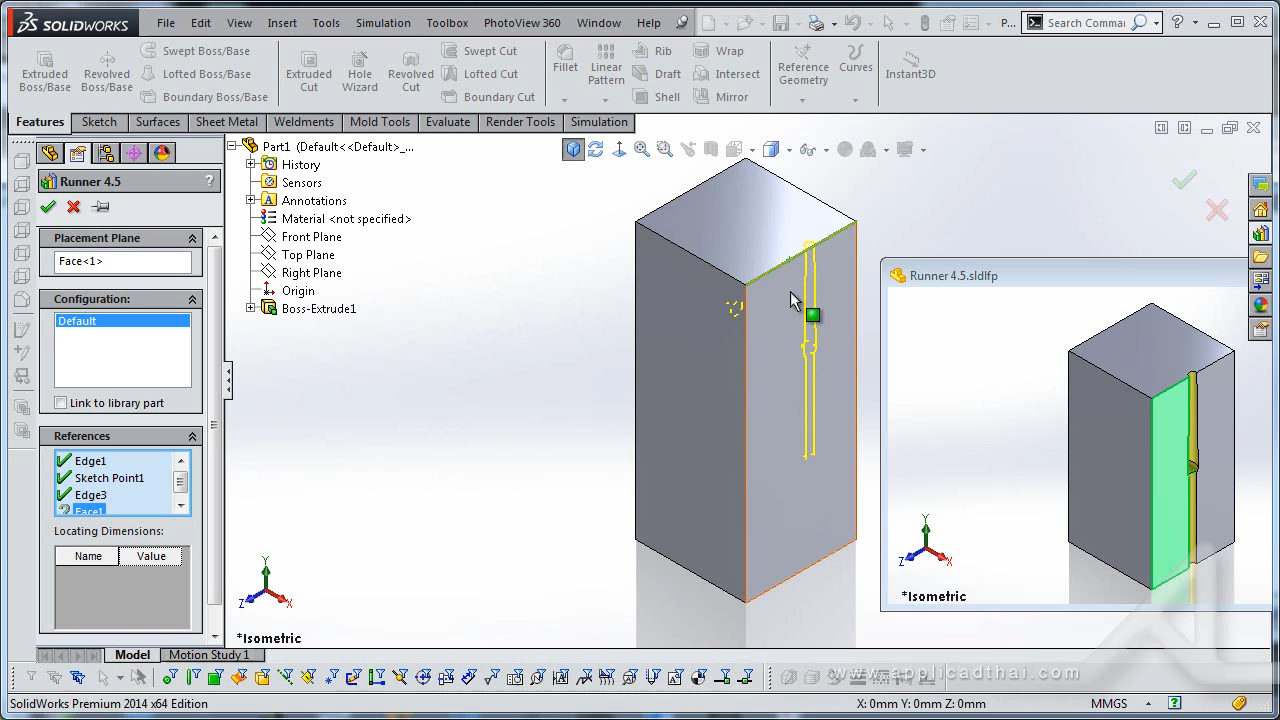 SOLIDWORKS File Edit View Insert Tools Simulation Toolbox PhotoView 360 Window Help P... Search Comma
Extruded Boss/Base
Revolved Boss/Base
Swept Boss/Base
Lofted Boss/Base
Boundary Boss/Base
Extruded Cut
Hole Wizard
Revolved Cut
Swept Cut
Lofted Cut
Boundary Cut
Fillet
Linear Pattern
Rib
Draft
Shell
Wrap
Intersect
Mirror
Reference Geometry
Curves
Instant3D
Features Sketch Surfaces Sheet Metal Weldments Mold Tools Evaluate Render Tools Simulation
Runner 4.5 ?
Placement Plane
Face<1>
Configuration:
Default
Link to library part
References
Edge1
Sketch Point1
Edge3
Face1
Locating Dimensions:
Name Value
Part1 (Default<<Default>_...
History
Sensors
Annotations
Material <not specified>
Front Plane
Top Plane
Right Plane
Origin
Boss-Extrude1
Y
Z X
*Isometric
Runner 4.5.sldlfp
Y
Z X
*Isometric
Model Motion Study 1
www.applicadthai.com
SolidWorks Premium 2014 x64 Edition X: 0mm Y: 0mm Z: 0mm MMGS